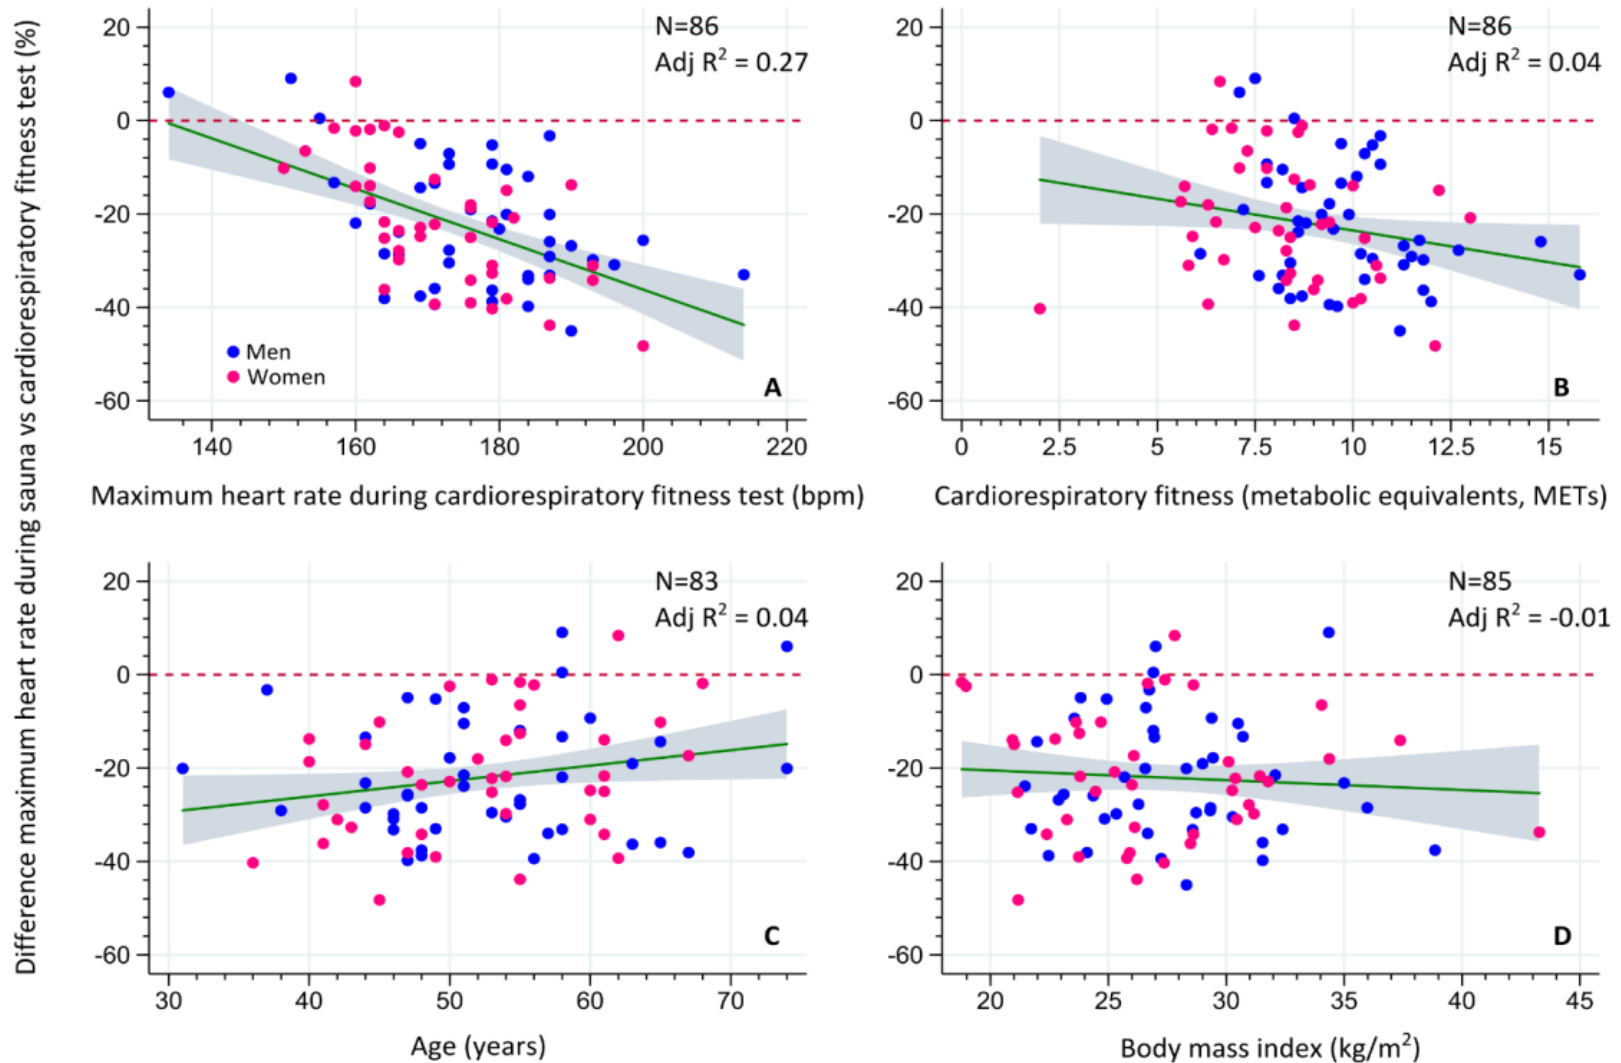 Difference maximum heart rate during sauna vs cardiorespiratory fitness test (%)
N=86
Adj R² = 0.27
20
0
-20
-40
-60
Men
Women
A
140
160
180
200
220
Maximum heart rate during cardiorespiratory fitness test (bpm)
N=86
Adj R² = 0.04
20
0
-20
-40
-60
B
0
2.5
5
7.5
10
12.5
15
Cardiorespiratory fitness (metabolic equivalents, METs)
N=83
Adj R² = 0.04
20
0
-20
-40
-60
C
30
40
50
60
70
Age (years)
N=85
Adj R² = -0.01
20
0
-20
-40
-60
D
20
25
30
35
40
45
Body mass index (kg/m²)